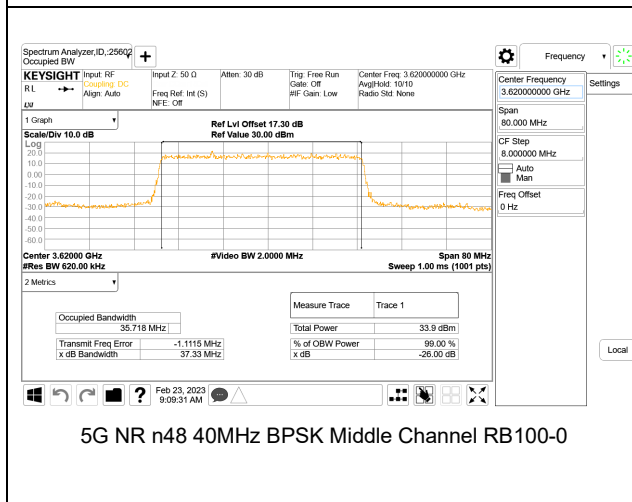 Spectrum Analyzer,ID,:25602
Occupied BW
+
Frequency
KEYSIGHT
Input: RF
Input Z: 50 Ω
Atten: 30 dB
Trig: Free Run
Center Freq: 3.620000000 GHz
R L
Coupling: DC
Gate: Off
Avg|Hold: 10/10
Align: Auto
Freq Ref: Int (S)
#IF Gain: Low
Radio Std: None
NFE: Off
Center Frequency
3.620000000 GHz
Settings
Span
80.000 MHz
CF Step
8.000000 MHz
Auto
Man
Freq Offset
0 Hz
1 Graph
Ref Lvl Offset 17.30 dB
Scale/Div 10.0 dB
Ref Value 30.00 dBm
Log
20.0
10.0
0.00
-10.0
-20.0
-30.0
-40.0
-50.0
-60.0
Center 3.62000 GHz
#Video BW 2.0000 MHz
Span 80 MHz
#Res BW 620.00 kHz
Sweep 1.00 ms (1001 pts)
2 Metrics
Measure Trace
Trace 1
Occupied Bandwidth
35.718 MHz
Total Power
33.9 dBm
Transmit Freq Error
-1.1115 MHz
% of OBW Power
99.00 %
x dB Bandwidth
37.33 MHz
x dB
-26.00 dB
Local
?
Feb 23, 2023
9:09:31 AM
5G NR n48 40MHz BPSK Middle Channel RB100-0